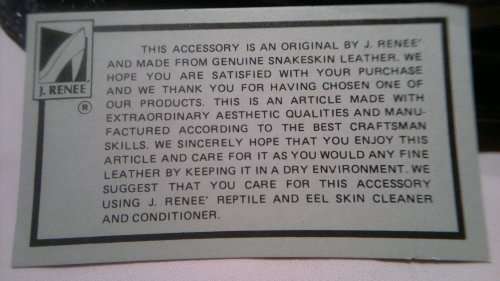 J. RENEÉ
®
THIS ACCESSORY IS AN ORIGINAL BY J. RENEE'
AND MADE FROM GENUINE SNAKESKIN LEATHER. WE
HOPE YOU ARE SATISFIED WITH YOUR PURCHASE
AND WE THANK YOU FOR HAVING CHOSEN ONE OF
OUR PRODUCTS. THIS IS AN ARTICLE MADE WITH
EXTRAORDINARY AESTHETIC QUALITIES AND MANU-
FACTURED ACCORDING TO THE BEST CRAFTSMAN
SKILLS. WE SINCERELY HOPE THAT YOU ENJOY THIS
ARTICLE AND CARE FOR IT AS YOU WOULD ANY FINE
LEATHER BY KEEPING IT IN A DRY ENVIRONMENT. WE
SUGGEST THAT YOU CARE FOR THIS ACCESSORY
USING J. RENEE' REPTILE AND EEL SKIN CLEANER
AND CONDITIONER.